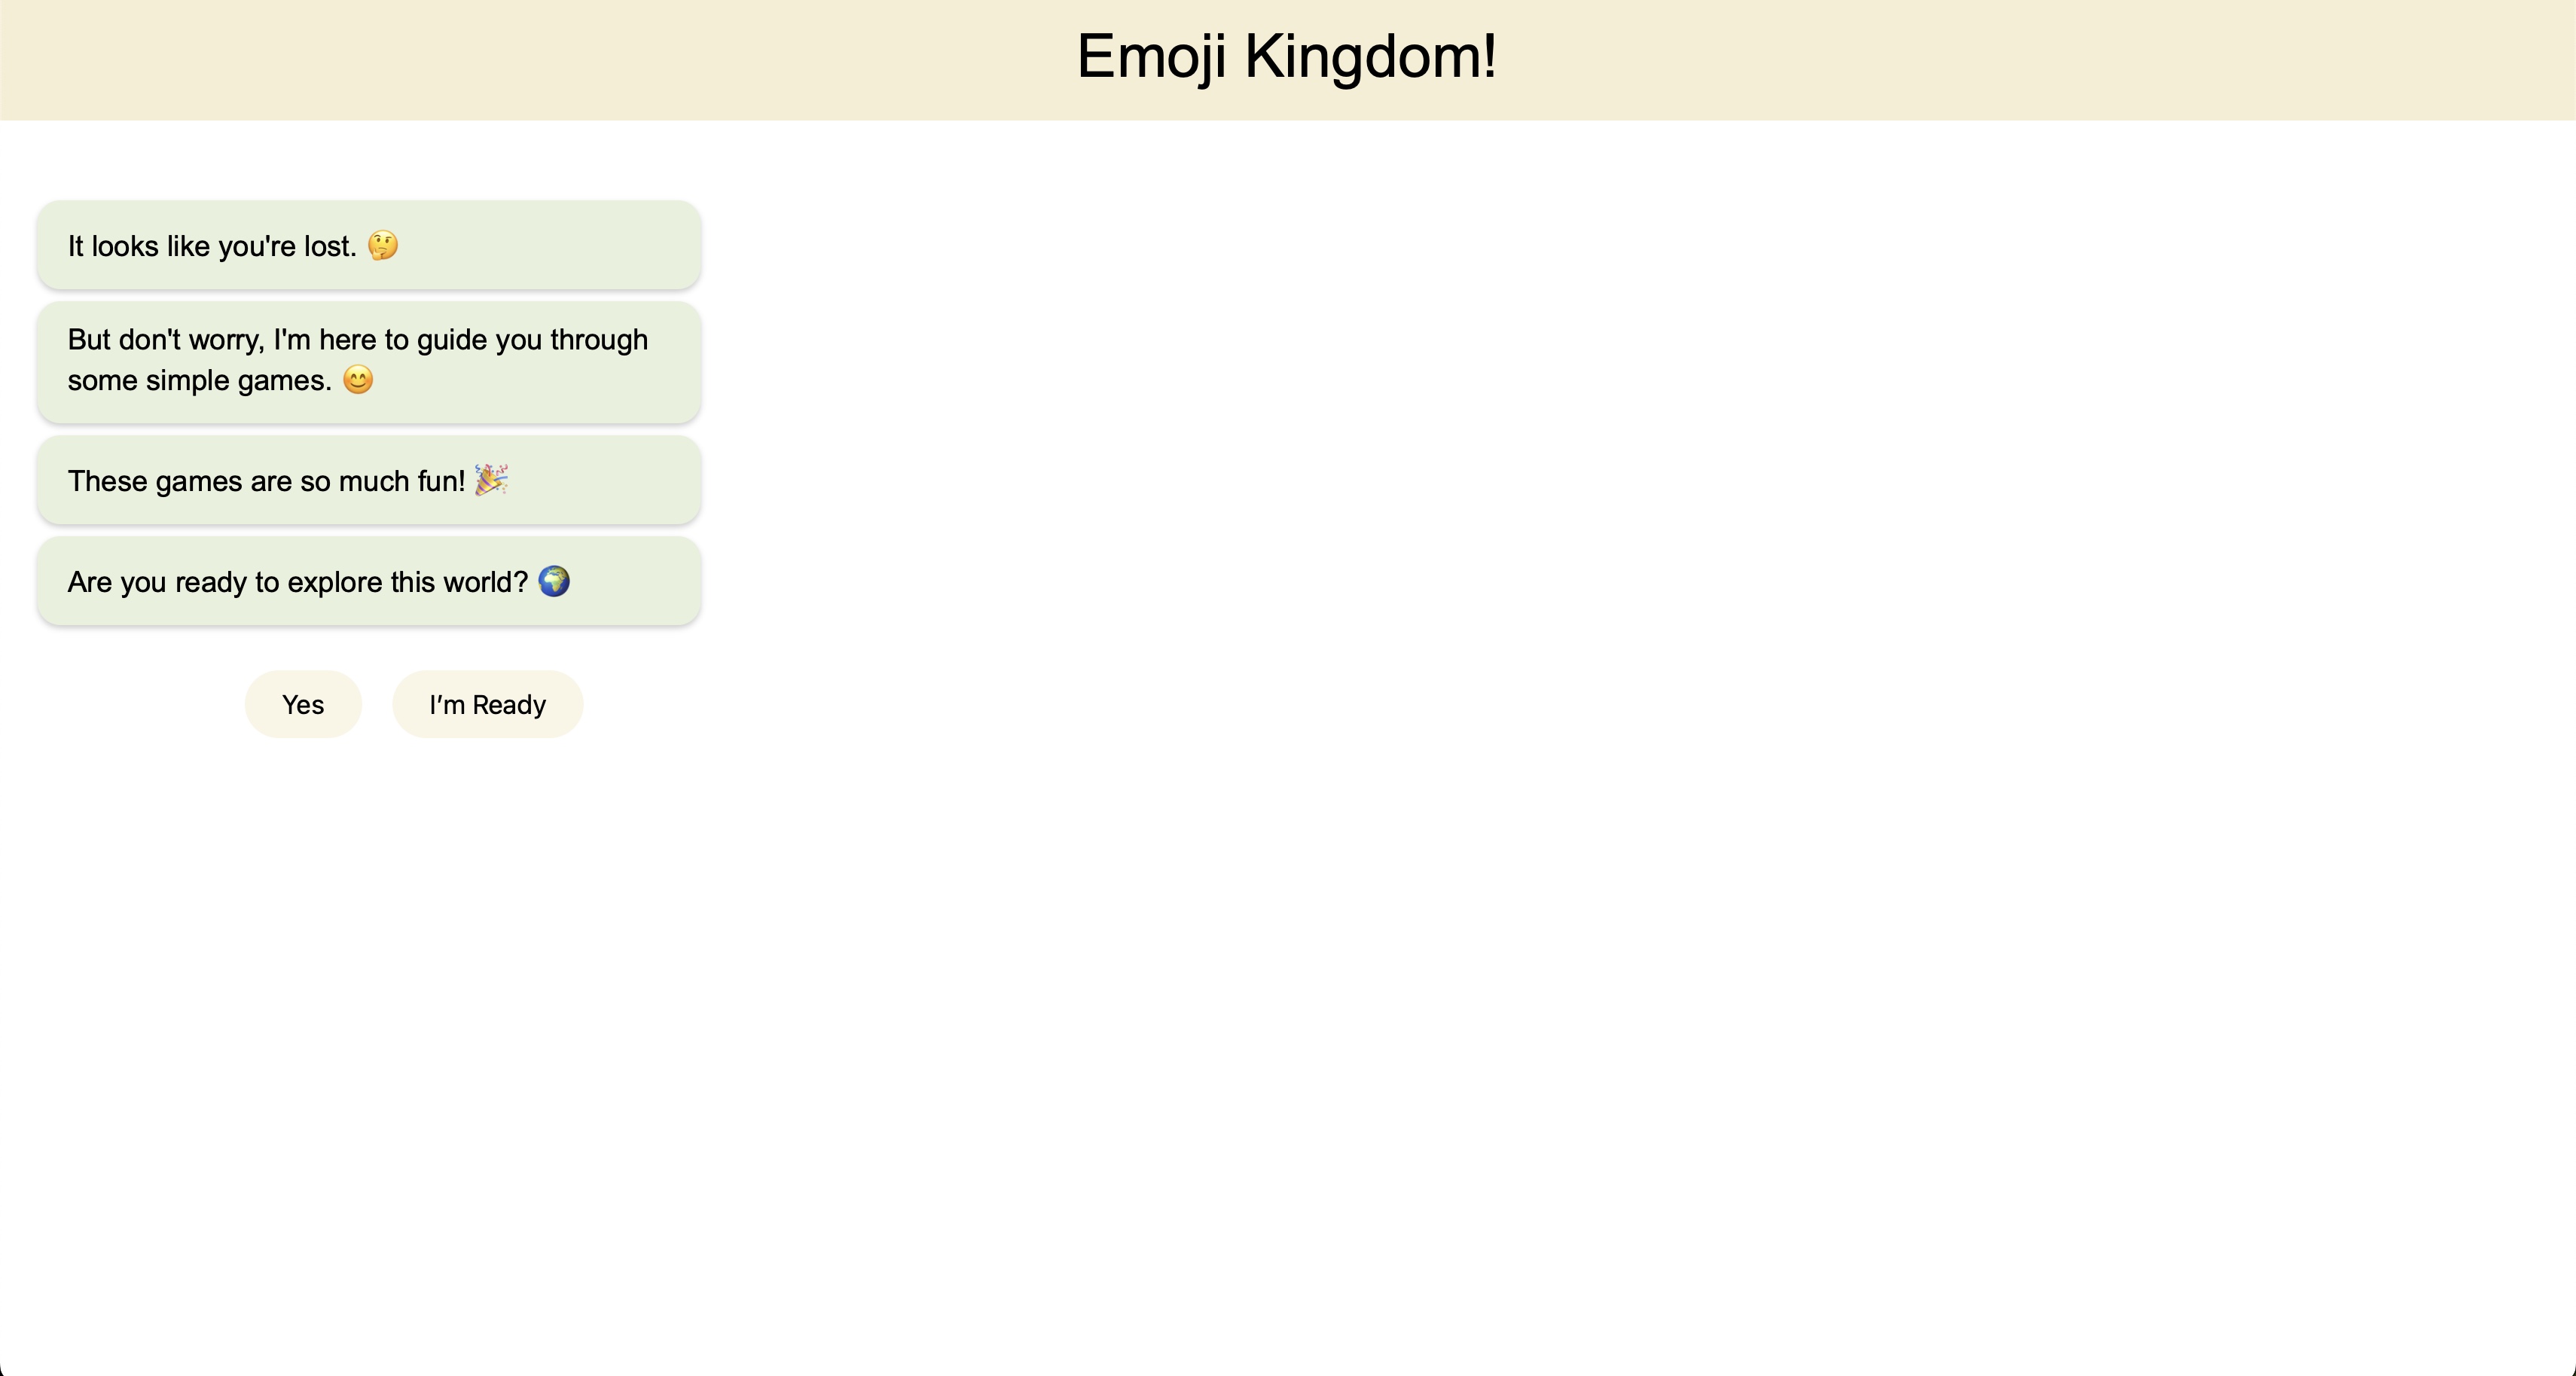 Emoji Kingdom!
It looks like you're lost. 🤔
But don't worry, I'm here to guide you through
some simple games. 😊
These games are so much fun! 🎉
Are you ready to explore this world? 🌍
Yes
I’m Ready